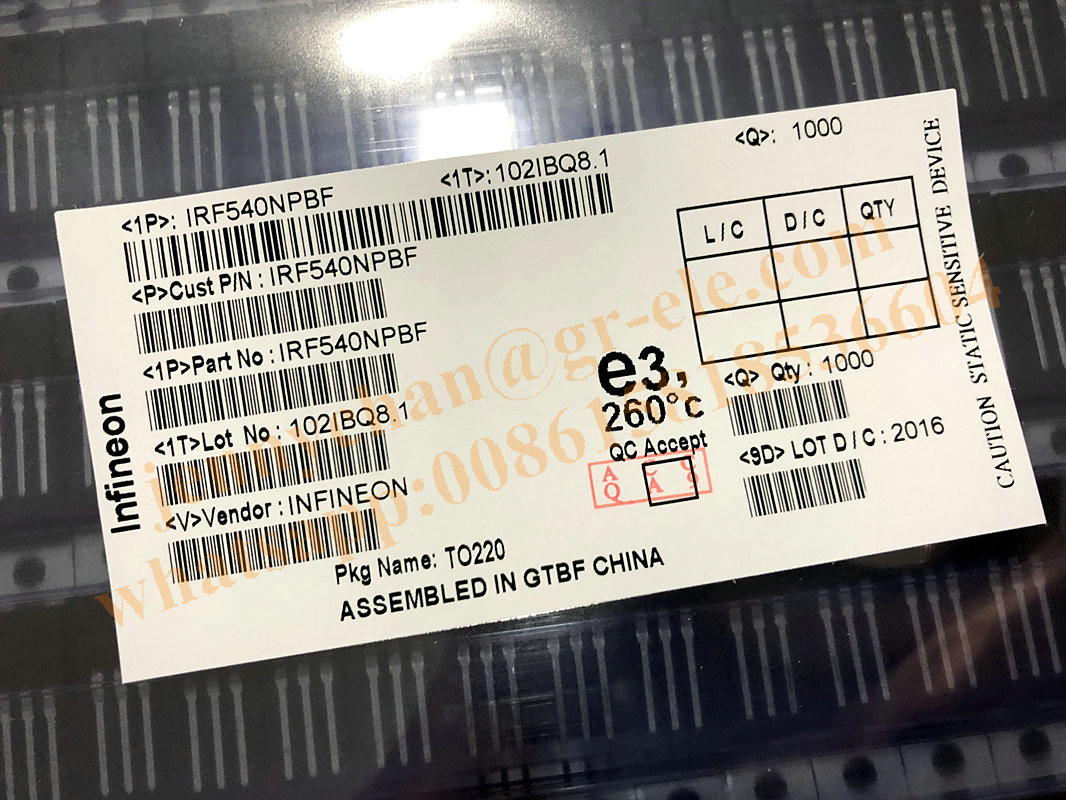 <1P>: IRF540NPBF
<1T>: 102IBQ8.1
<Q>: 1000
<P>Cust P/N : IRF540NPBF
<1P>Part No : IRF540NPBF
<1T>Lot No : 102IBQ8.1
<V>Vendor : INFINEON
Infineon
L / C D / C QTY
e3,
260°c
QC Accept
<Q> Qty : 1000
<9D> LOT D / C : 2016
Pkg Name: TO220
ASSEMBLED IN GTBF CHINA
CAUTION STATIC SENSITIVE DEVICE